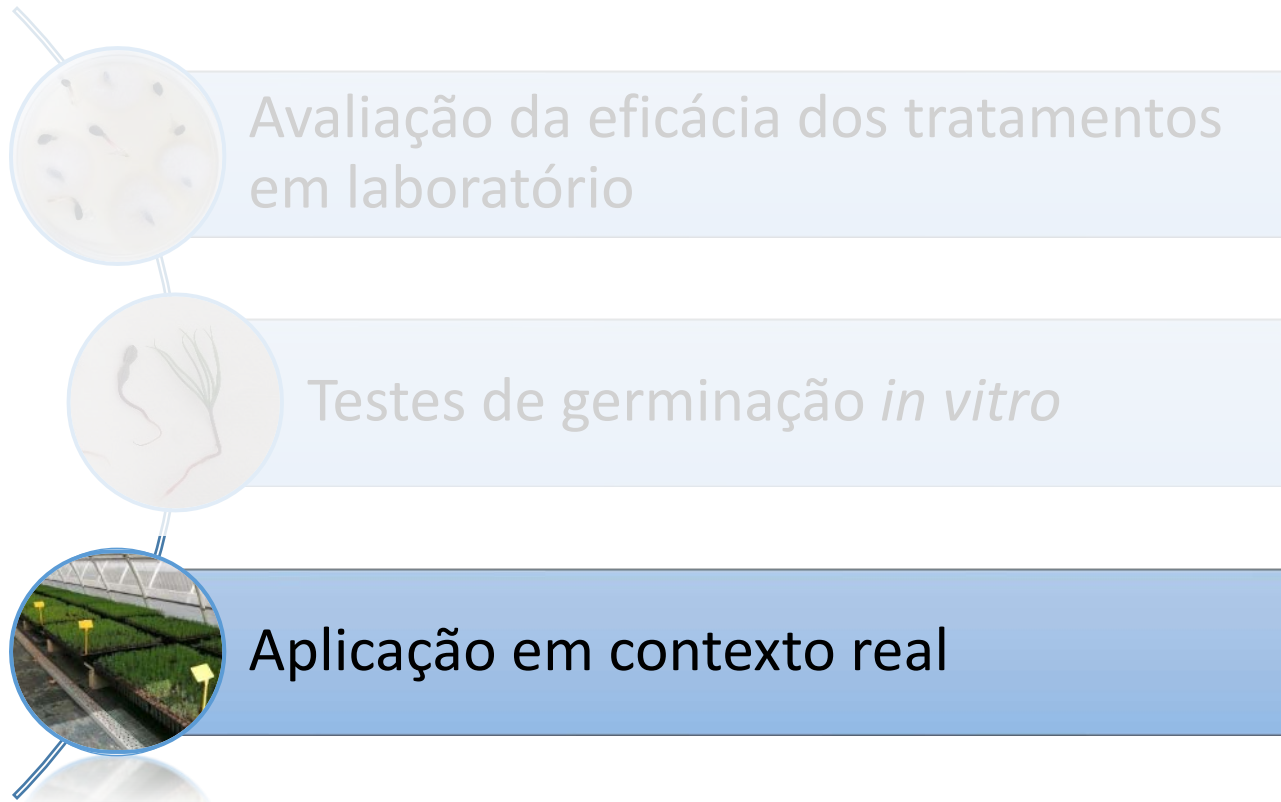 Avaliação da eficácia dos tratamentos
em laboratório
Testes de germinação in vitro
Aplicação em contexto real